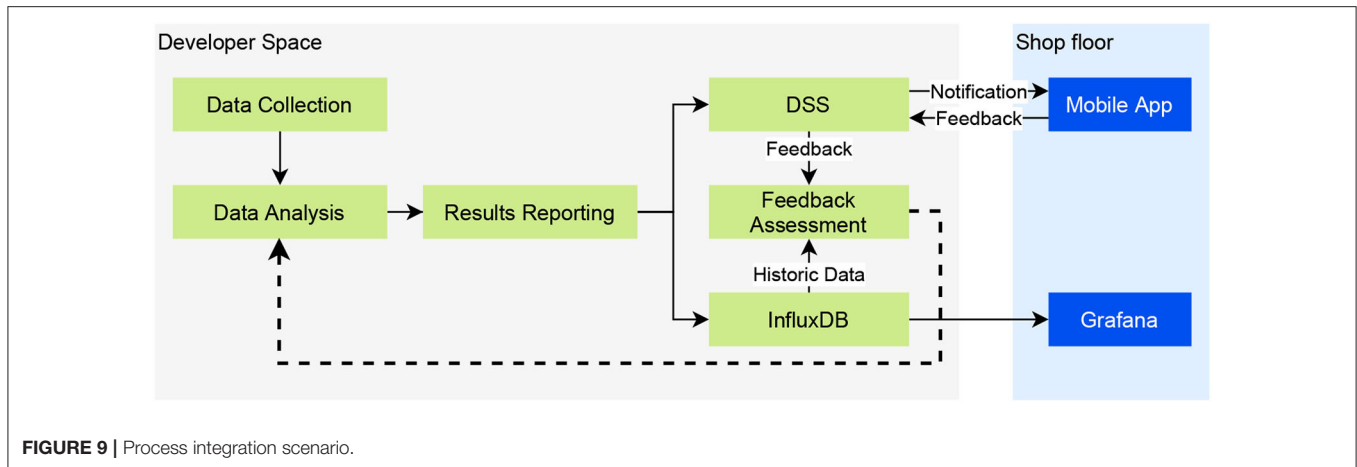 Developer Space
Shop floor
Data Collection
DSS
Notification
Feedback
Mobile App
Feedback
Data Analysis
Results Reporting
Feedback
Assessment
Historic Data
InfluxDB
Grafana
FIGURE 9 | Process integration scenario.